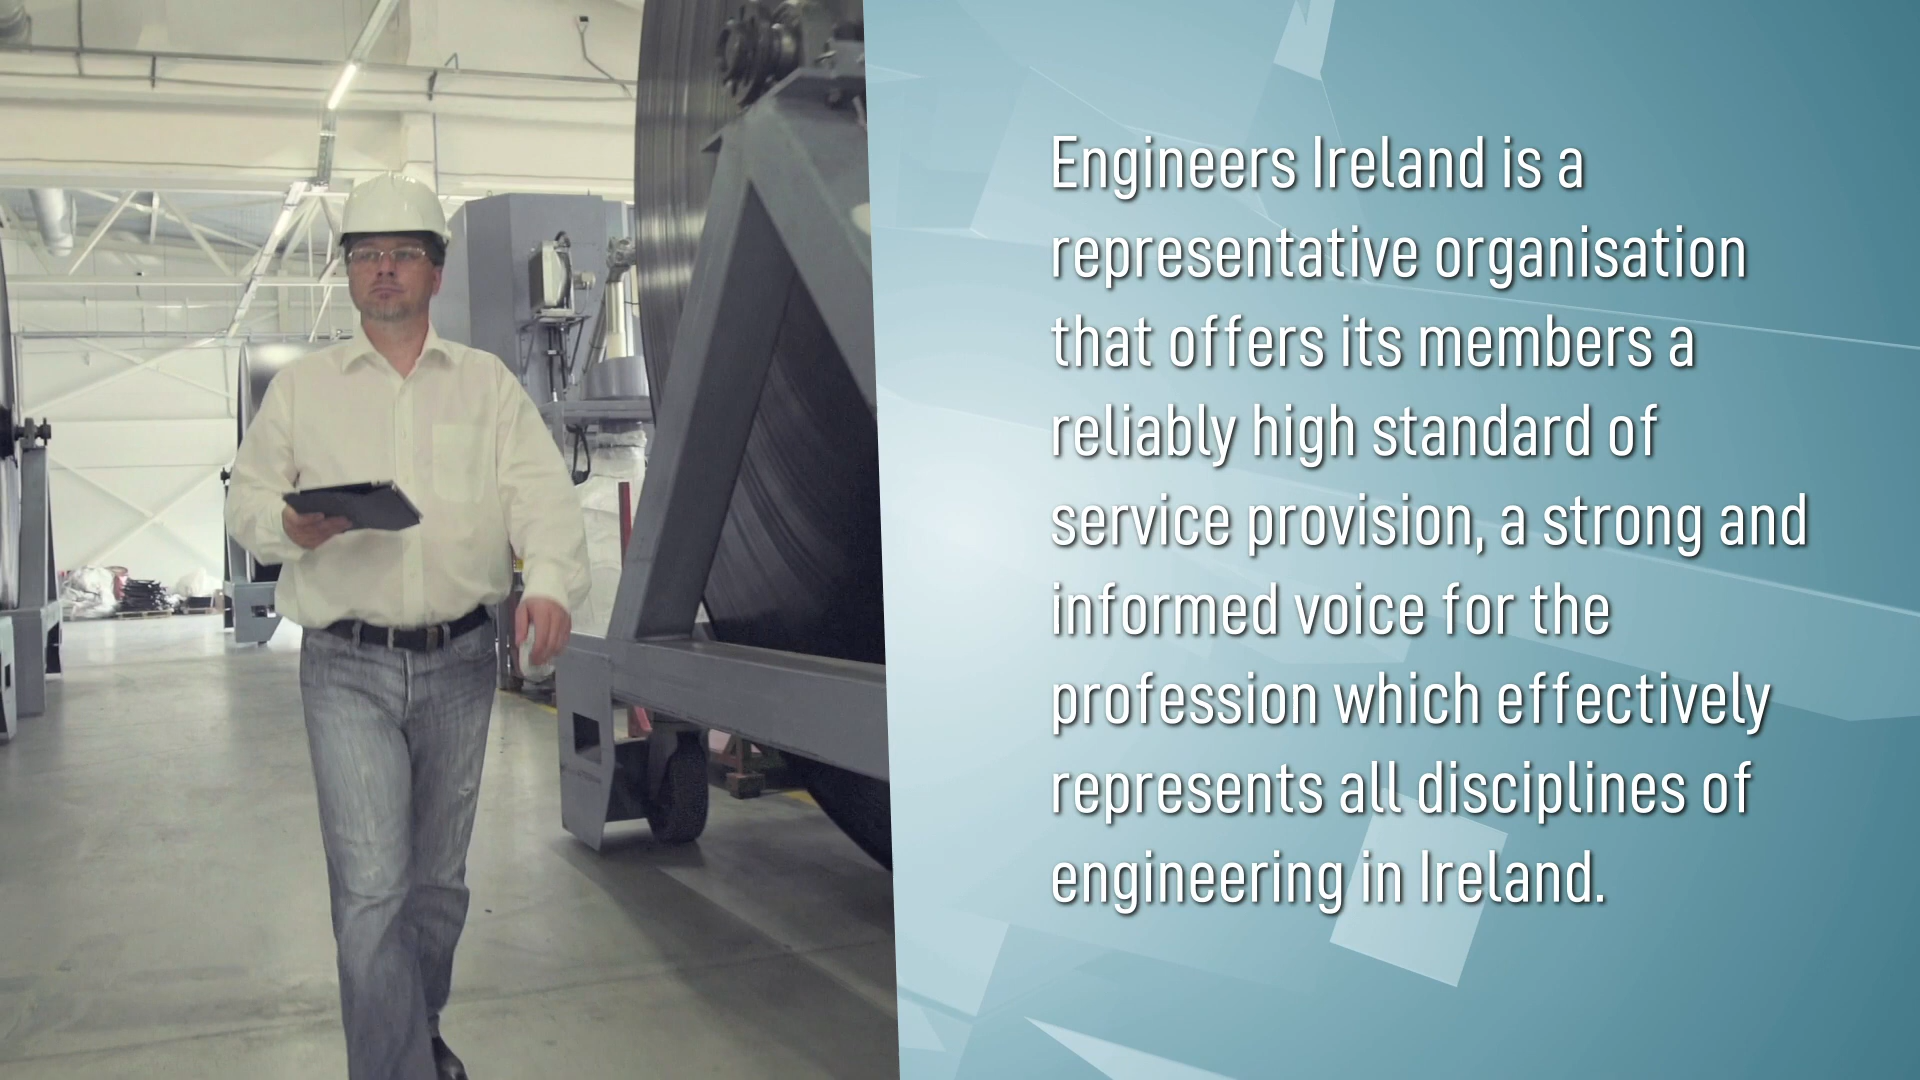 Engineers Ireland is a
representative organisation
that offers its members a
reliably high standard of
service provision, a strong and
informed voice for the
profession which effectively
represents all disciplines of
engineering in Ireland.